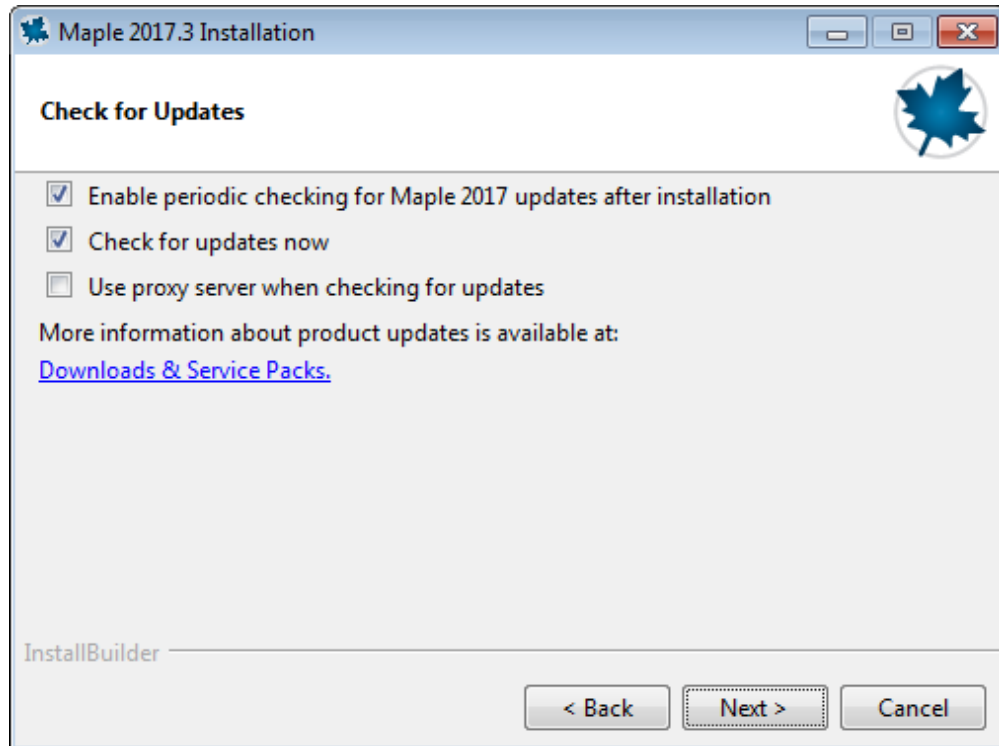 Maple 2017.3 Installation
Check for Updates
Enable periodic checking for Maple 2017 updates after installation
Check for updates now
Use proxy server when checking for updates
More information about product updates is available at:
Downloads & Service Packs.
InstallBuilder
< Back Next > Cancel